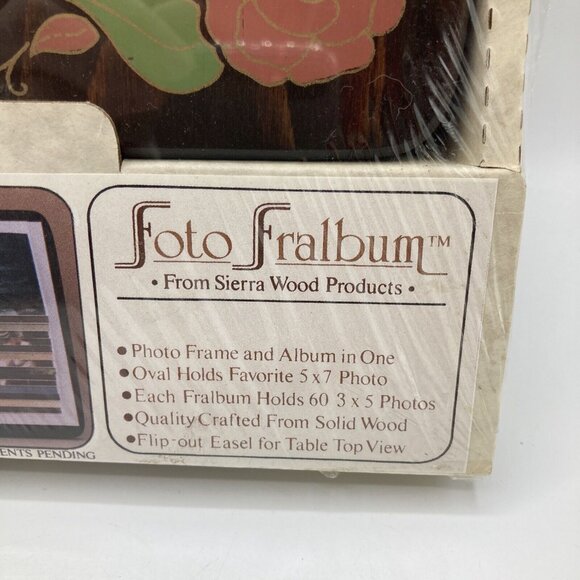 Foto Fralbum™
• From Sierra Wood Products •
• Photo Frame and Album in One
• Oval Holds Favorite 5 x 7 Photo
• Each Fralbum Holds 60 3 x 5 Photos
• Quality Crafted From Solid Wood
• Flip-out Easel for Table Top View
ENTS PENDING